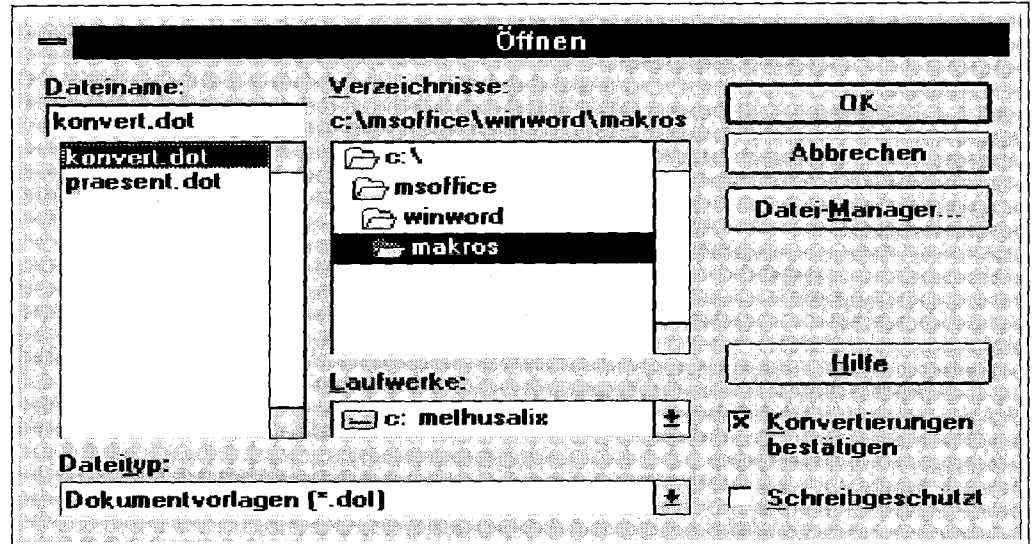 Öffnen
Dateiname:
konvert.dot
konvert.dot
praesent.dot
Verzeichnisse:
c:\msoffice\winword\makros
c:\
msoffice
winword
makros
Laufwerke:
c: methusalix
Dateityp:
Dokumentvorlagen (*.dot)
OK
Abbrechen
Datei-Manager...
Hilfe
Konvertierungen
bestätigen
Schreibgeschützt